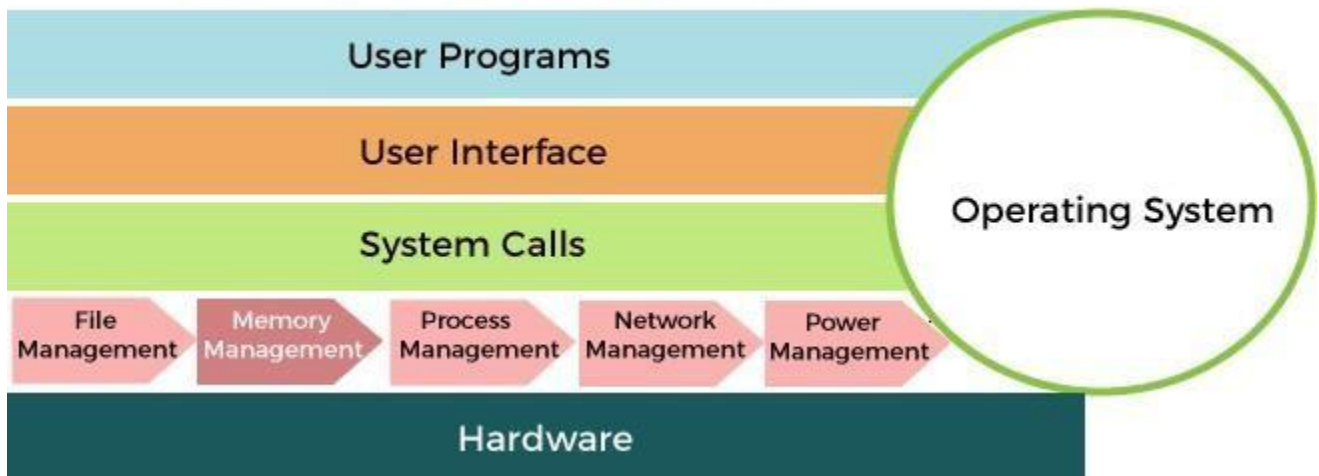 User Programs
User Interface
Operating System
System Calls
File
Management
Memory
Management
Process
Management
Network
Management
Power
Management
Hardware